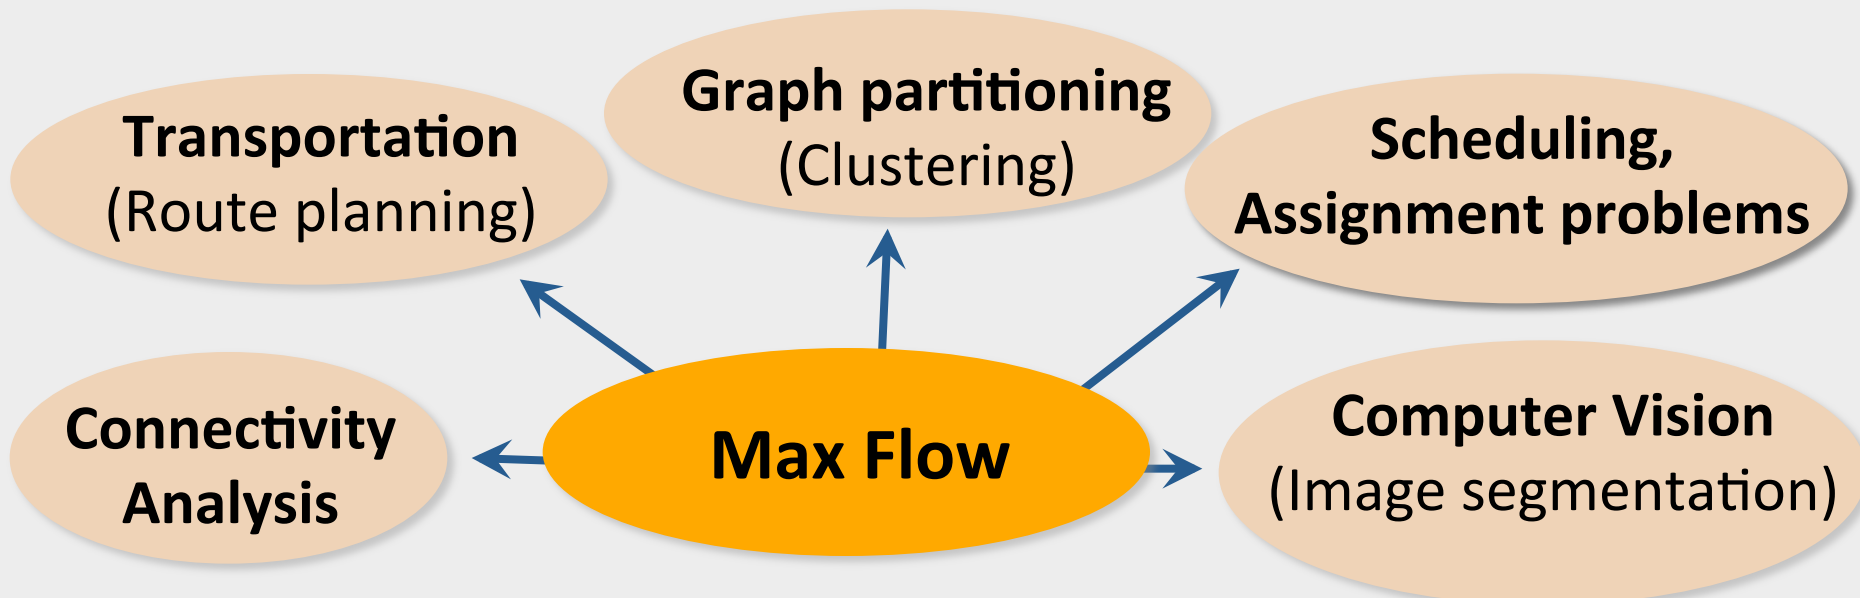 Transportation
(Route planning)
Graph partitioning
(Clustering)
Scheduling,
Assignment problems
Connectivity
Analysis
Max Flow
Computer Vision
(Image segmentation)